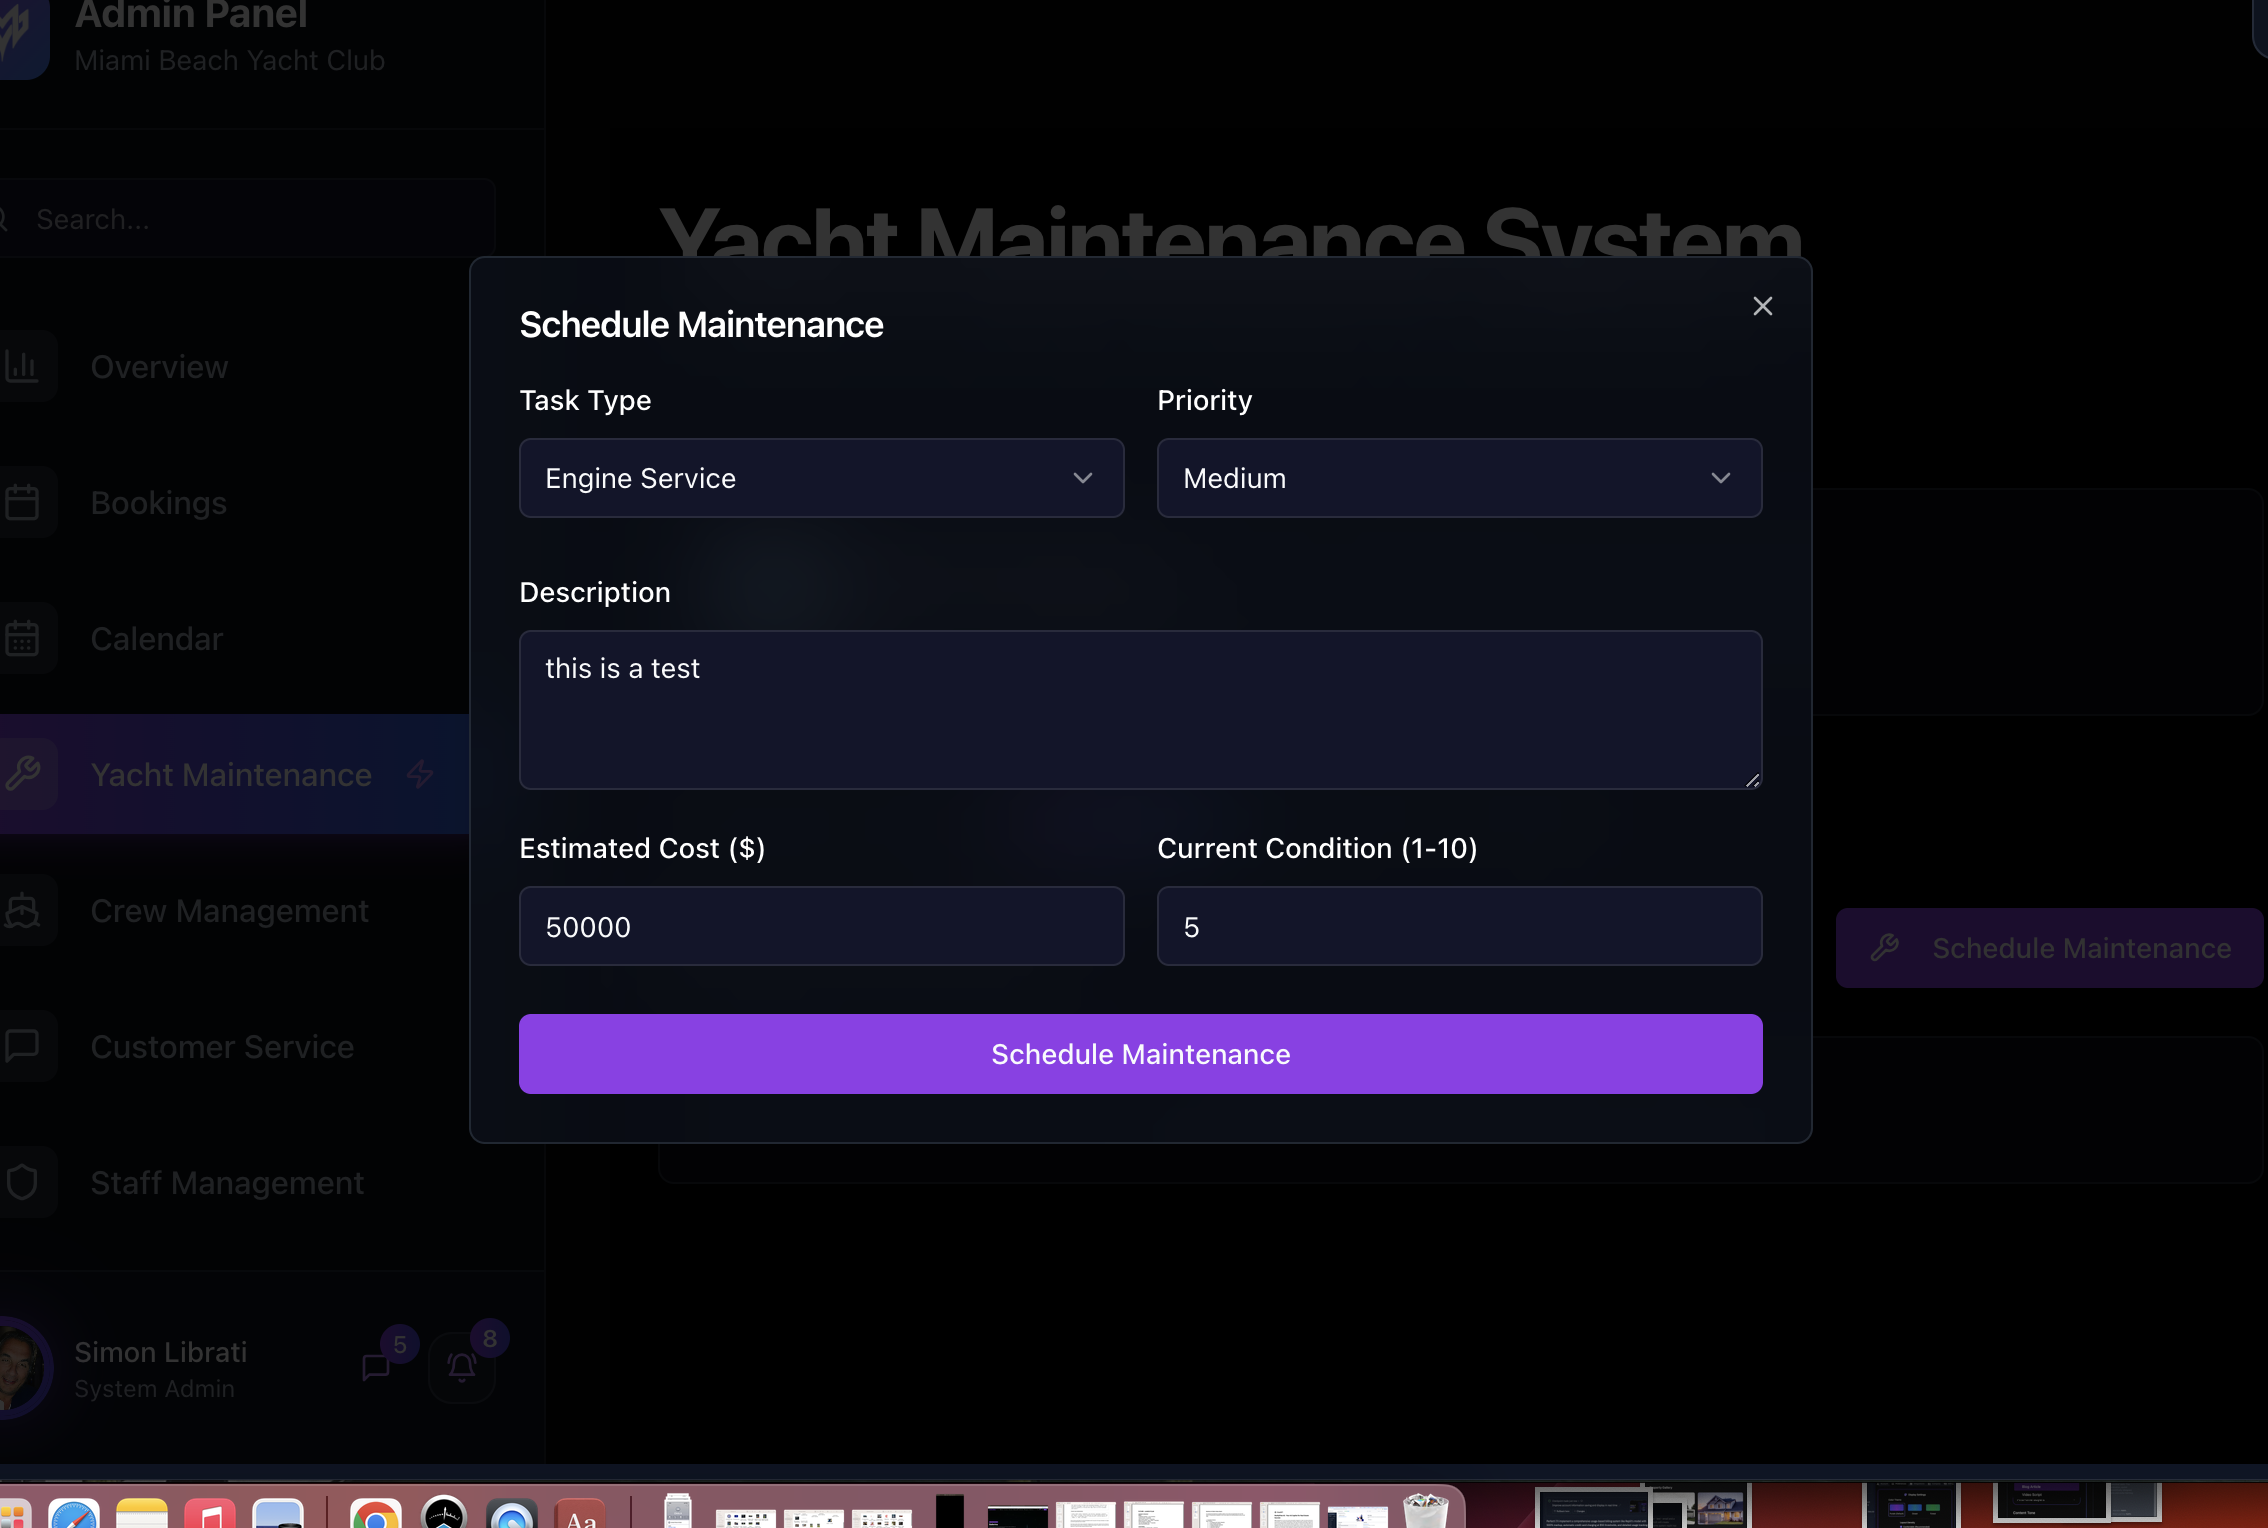 Admin Panel
Miami Beach Yacht Club
Search...
Overview
Bookings
Calendar
Yacht Maintenance
Crew Management
Customer Service
Staff Management
Simon Librati
System Admin
5
8
Yacht Maintenance System
Schedule Maintenance
Task Type
Priority
Engine Service
Medium
Description
this is a test
Estimated Cost ($)
Current Condition (1-10)
50000
5
Schedule Maintenance
Schedule Maintenance
Aa